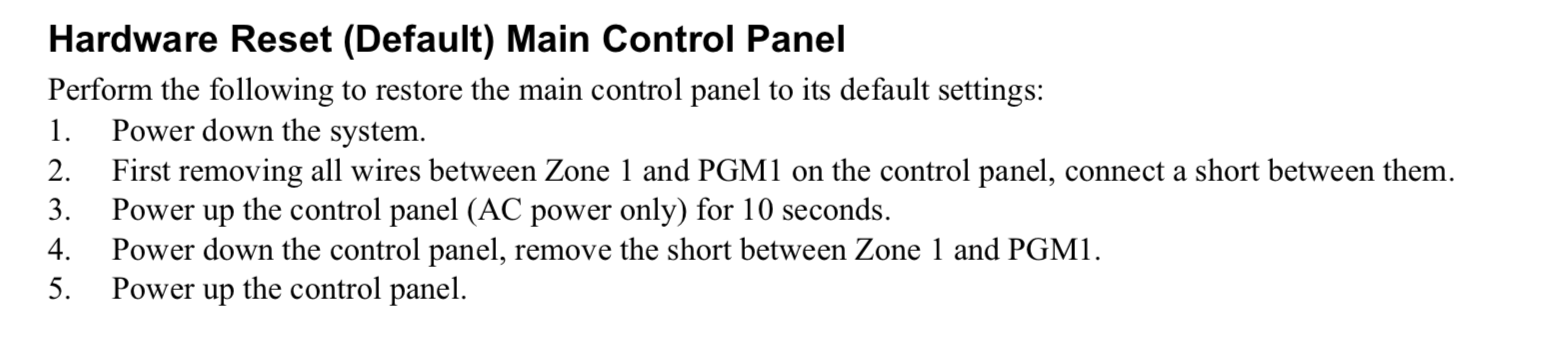 Hardware Reset (Default) Main Control Panel
Perform the following to restore the main control panel to its default settings:
1. Power down the system.
2. First removing all wires between Zone 1 and PGM1 on the control panel, connect a short between them.
3. Power up the control panel (AC power only) for 10 seconds.
4. Power down the control panel, remove the short between Zone 1 and PGM1.
5. Power up the control panel.